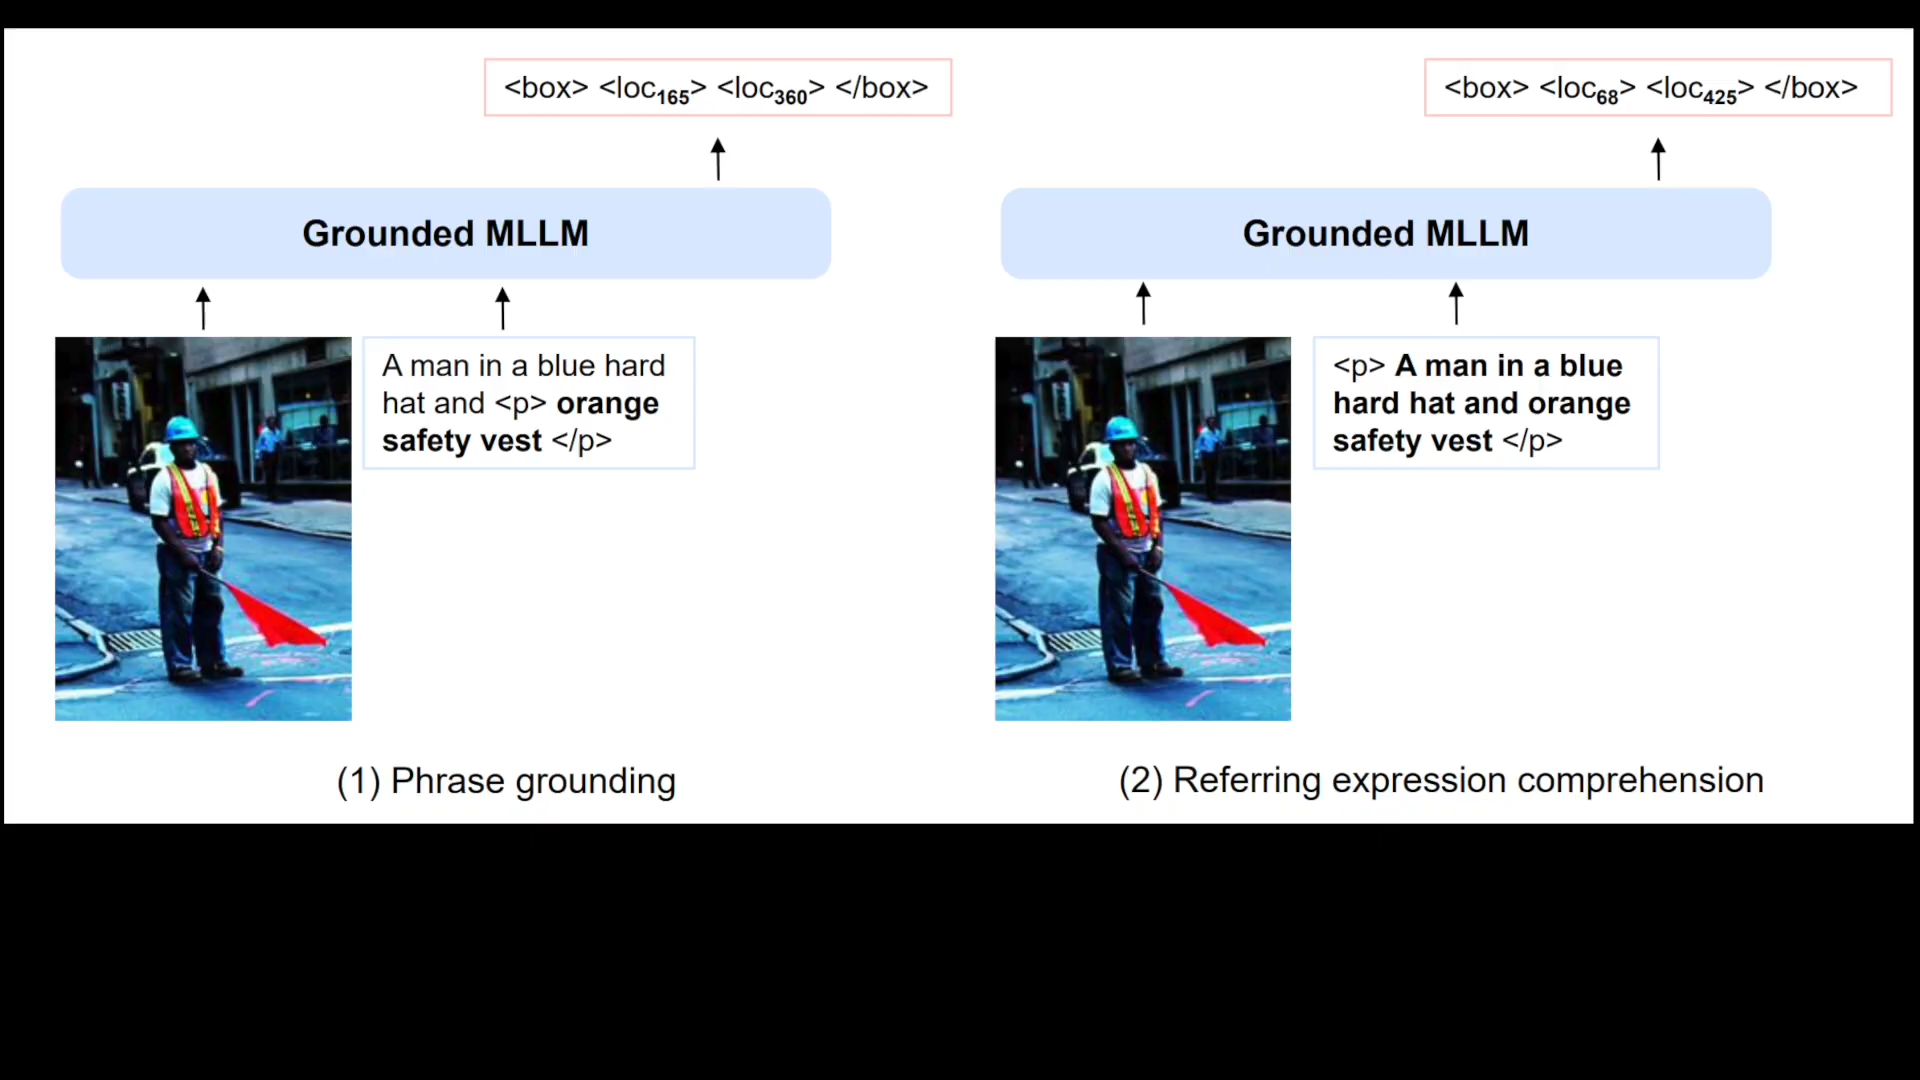 <box> <loc165> <loc360> </box>
Grounded MLLM
A man in a blue hard
hat and <p> orange
safety vest </p>
(1) Phrase grounding
<box> <loc68> <loc425> </box>
Grounded MLLM
<p> A man in a blue
hard hat and orange
safety vest </p>
(2) Referring expression comprehension